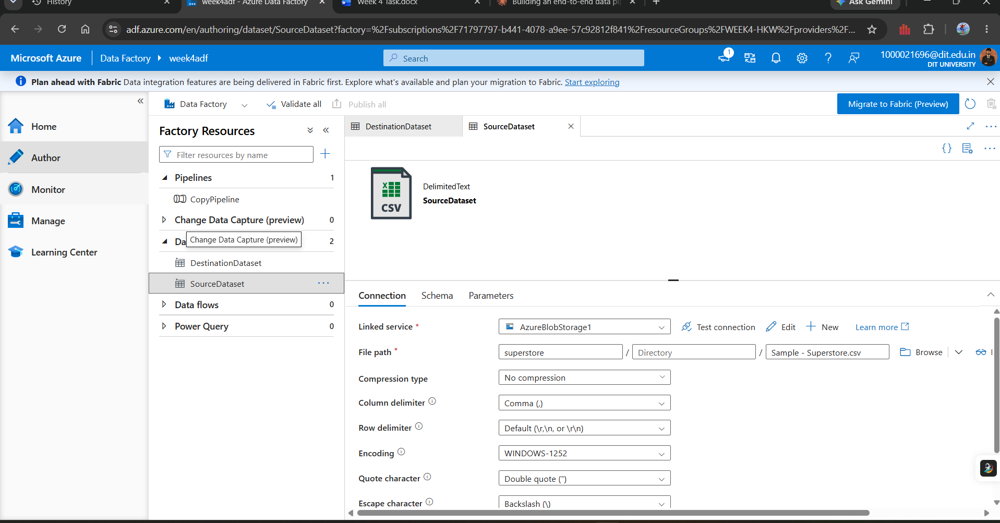 History
week4adf - Azure Data Factory
Week 4 Task.docx
Building an end-to-end data pi
Ask Gemini
adf.azure.com/en/authoring/dataset/SourceDataset?factory=%2Fsubscriptions%2F71797797-b441-4078-a9ee-57c92812f841%2FresourceGroups%2FWEEK4-HKW%2Fproviders%2F...
Microsoft Azure
Data Factory
week4adf
Search
1
1000021696@dit.edu.in
DIT UNIVERSITY
Plan ahead with Fabric Data integration features are being delivered in Fabric first. Explore what's available and plan your migration to Fabric. Start exploring
Home
Author
Monitor
Manage
Learning Center
Data Factory
Validate all
Publish all
Migrate to Fabric (Preview)
Factory Resources
Filter resources by name
Pipelines 1
CopyPipeline
Change Data Capture (preview) 0
Da 2
Change Data Capture (preview)
DestinationDataset
SourceDataset
Data flows 0
Power Query 0
DestinationDataset
SourceDataset
X
CSV
DelimitedText
SourceDataset
Connection
Schema
Parameters
Linked service *
AzureBlobStorage1
Test connection
Edit
New
Learn more
File path *
superstore / Directory / Sample - Superstore.csv
Browse
Compression type
No compression
Column delimiter
Comma (,)
Row delimiter
Default (\r,\n, or \r\n)
Encoding
WINDOWS-1252
Quote character
Double quote (")
Escape character
Backslash (\)